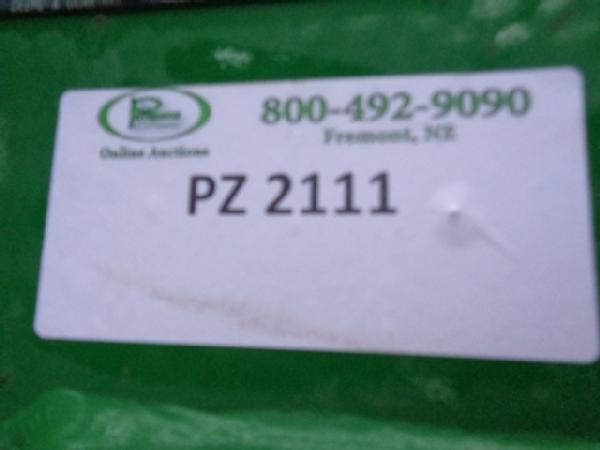 800-492-9090
Fremont, NE
Online Auctions
PZ 2111